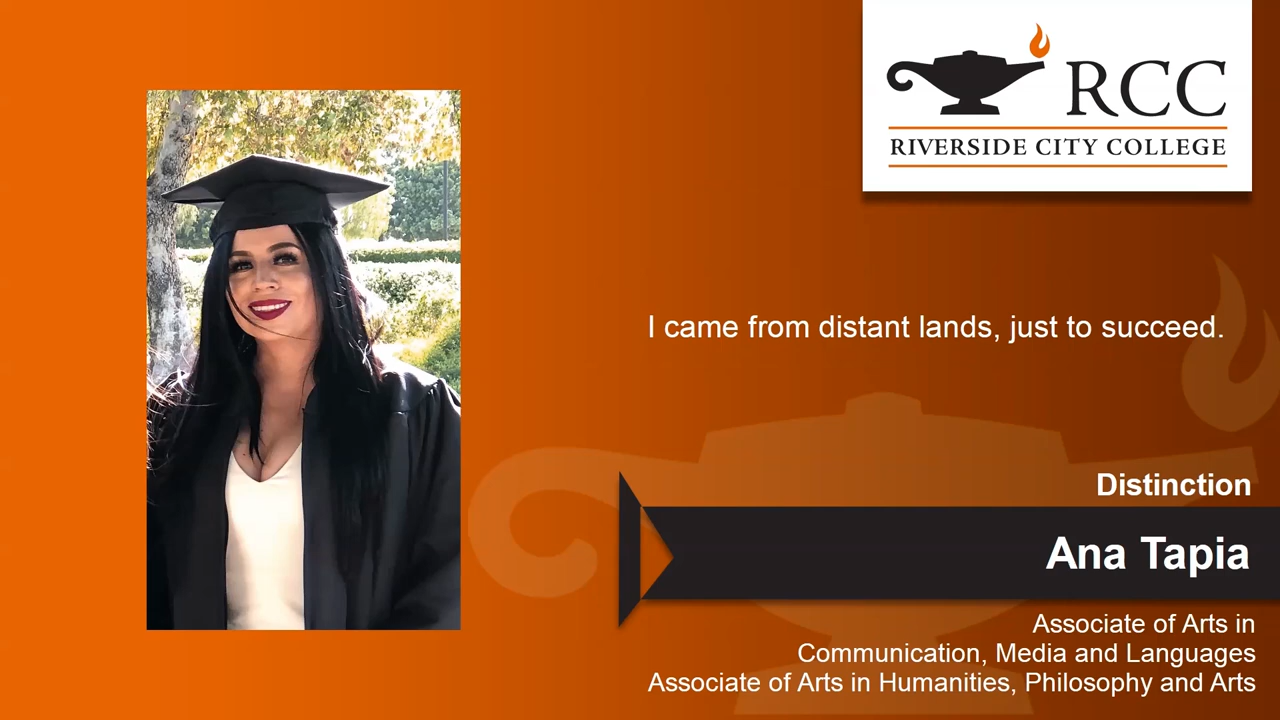 RCC
RIVERSIDE CITY COLLEGE
I came from distant lands, just to succeed.
Distinction
Ana Tapia
Associate of Arts in
Communication, Media and Languages
Associate of Arts in Humanities, Philosophy and Arts